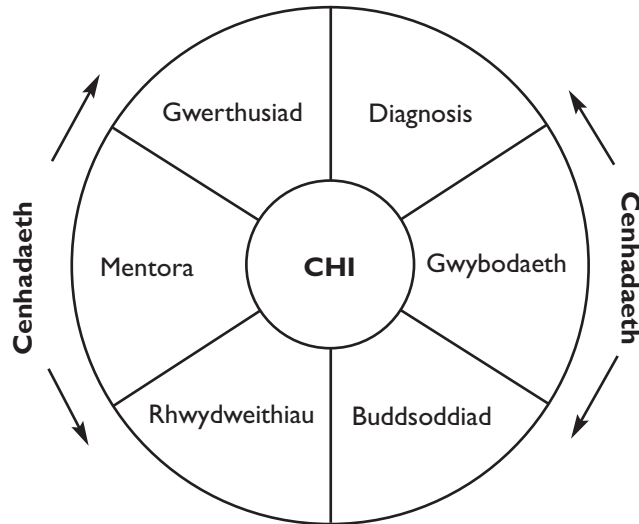 Gwerthusiad
Diagnosis
Cenhadaeth
Mentora
CHI
Gwybodaeth
Cenhadaeth
Rhwydweithiau
Buddsoddiad